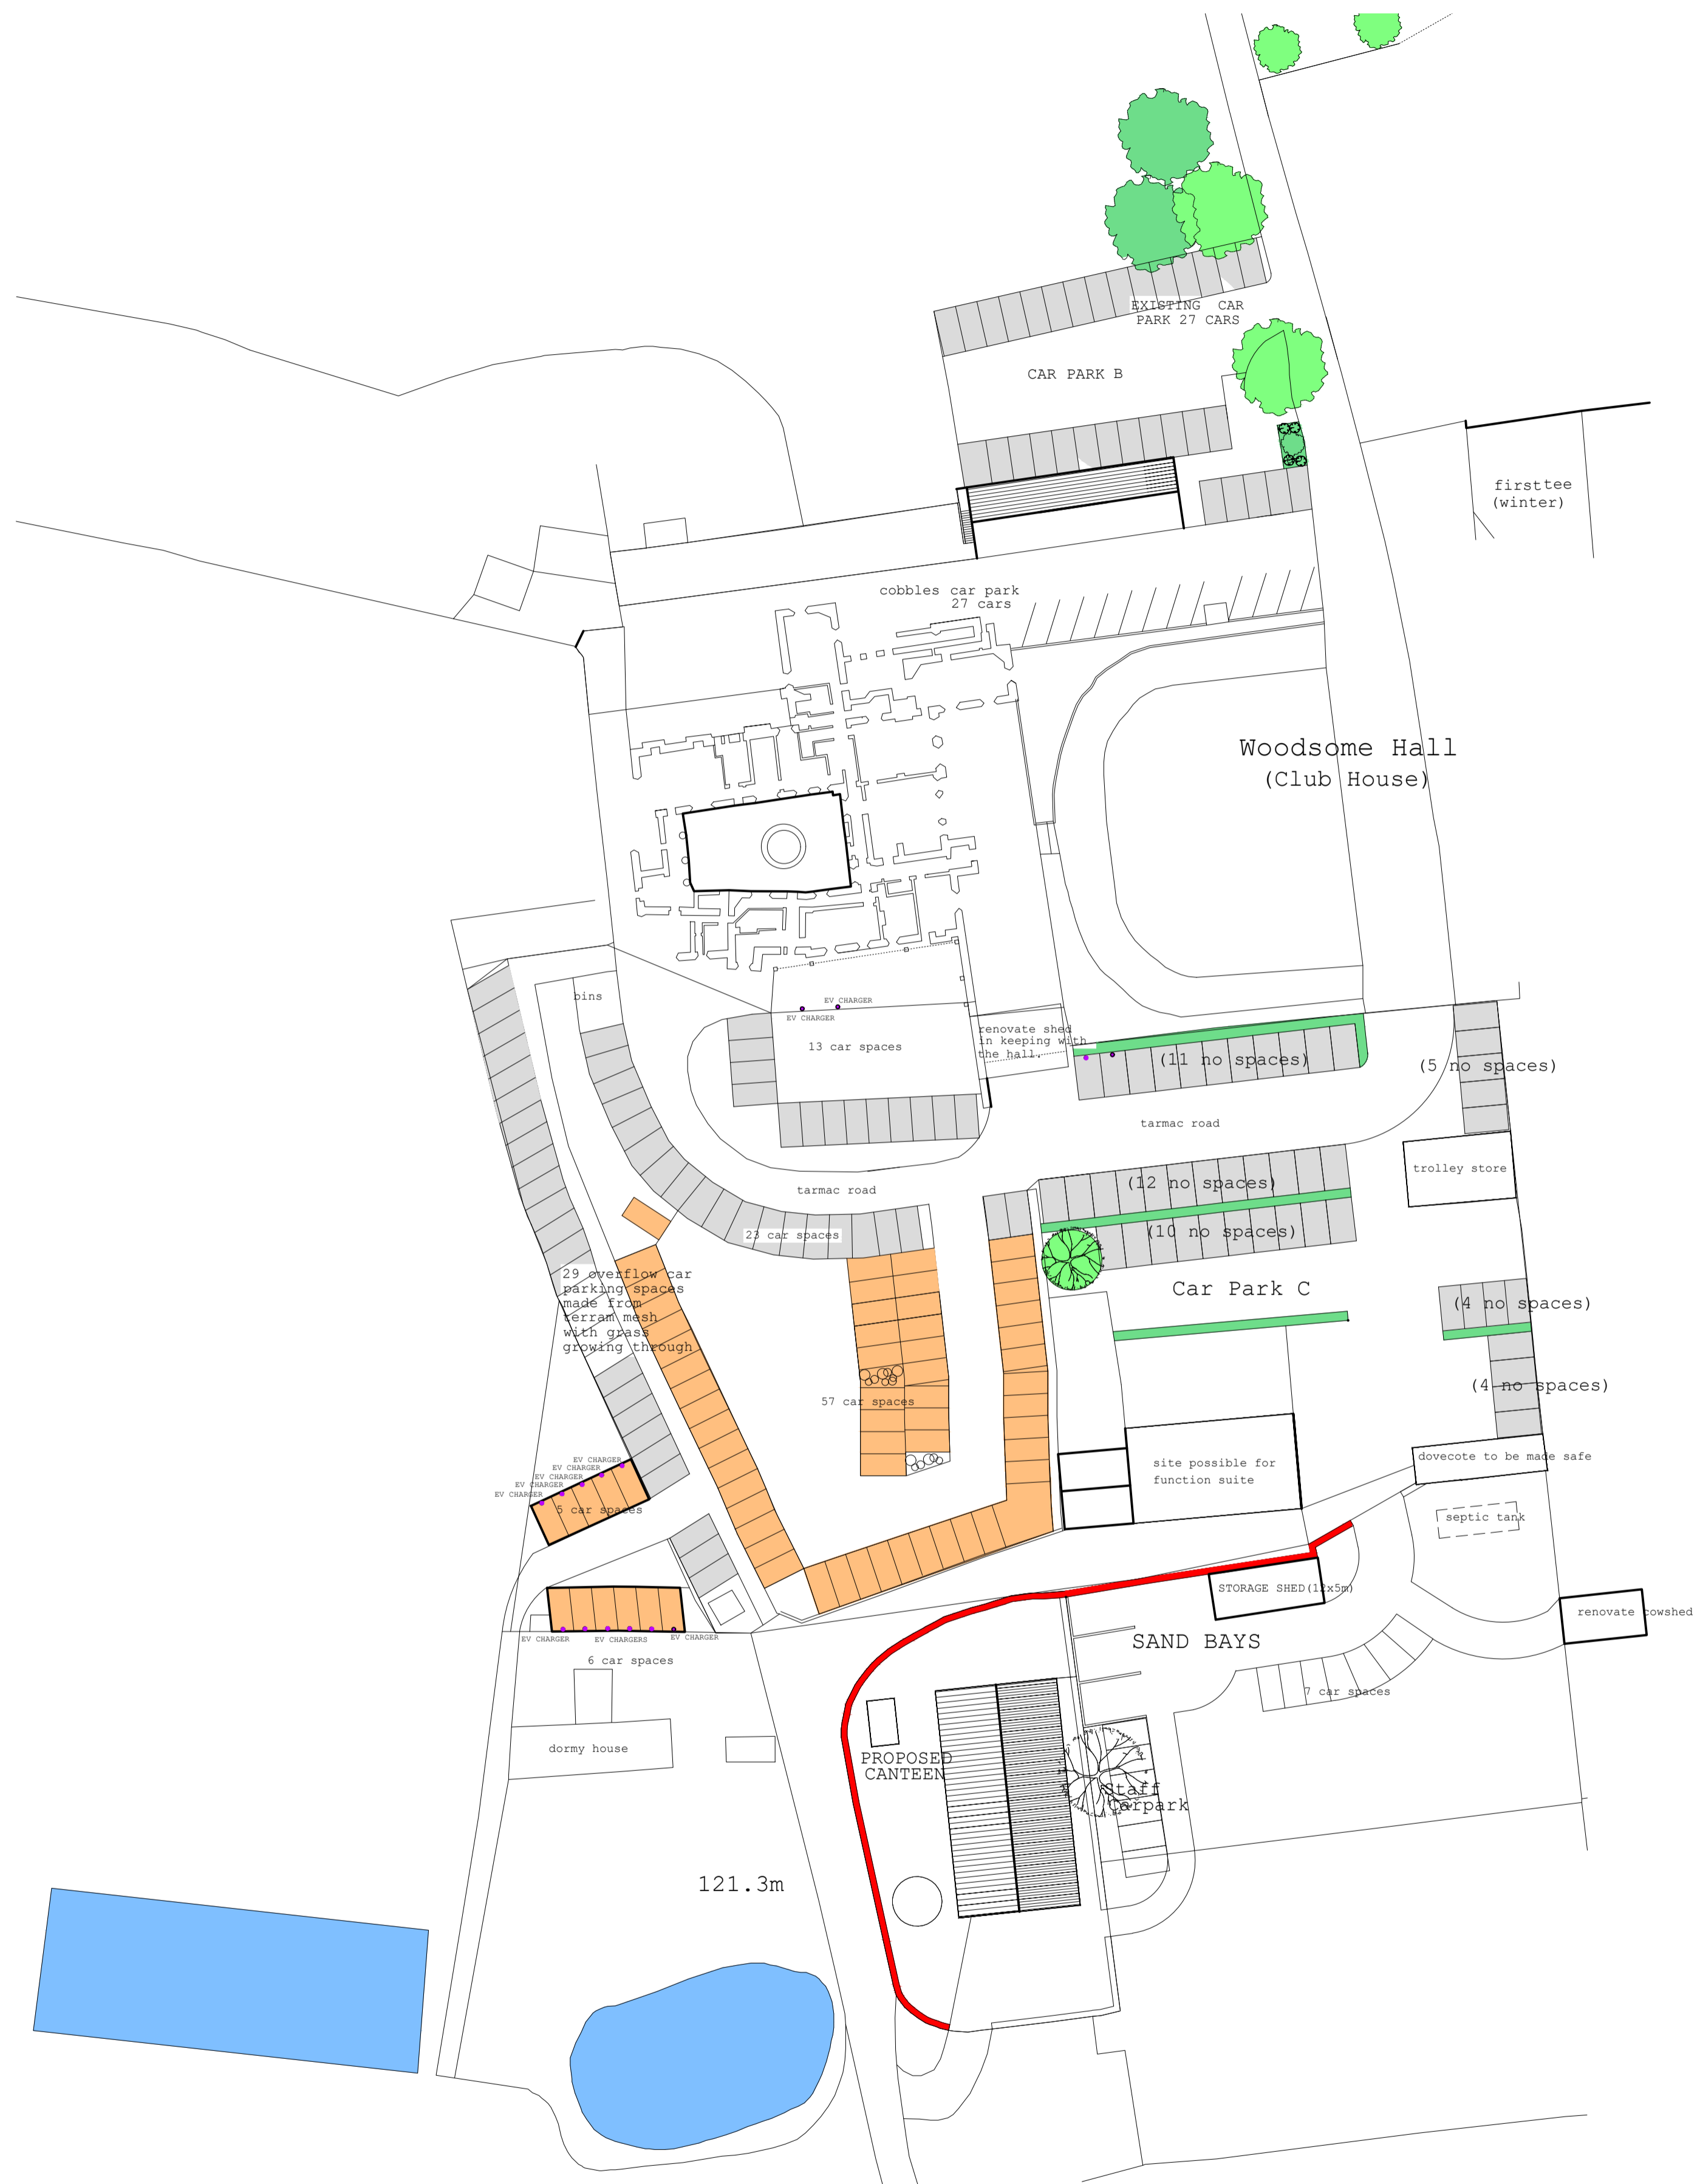 EXISTING CAR
PARK 27 CARS
CAR PARK B
first tee
(winter)
cobbles car park
27 cars
Woodsome Hall
(Club House)
bins
EV CHARGER
EV CHARGER
13 car spaces
renovate shed
in keeping with
the hall.
(11 no spaces)
(5 no spaces)
tarmac road
trolley store
(12 no spaces)
tarmac road
23 car spaces
(10 no spaces)
29 overflow car
parking spaces
made from
terram mesh
with grass
growing through
Car Park C
(4 no spaces)
57 car spaces
(4 no spaces)
EV CHARGER
EV CHARGER
EV CHARGER
EV CHARGER
EV CHARGER
5 car spaces
site possible for
function suite
dovecote to be made safe
septic tank
STORAGE SHED(12x5m)
renovate cowshed
EV CHARGER
EV CHARGERS
EV CHARGER
6 car spaces
SAND BAYS
7 car spaces
dormy house
PROPOSED
CANTEEN
Staff
Carpark
121.3m